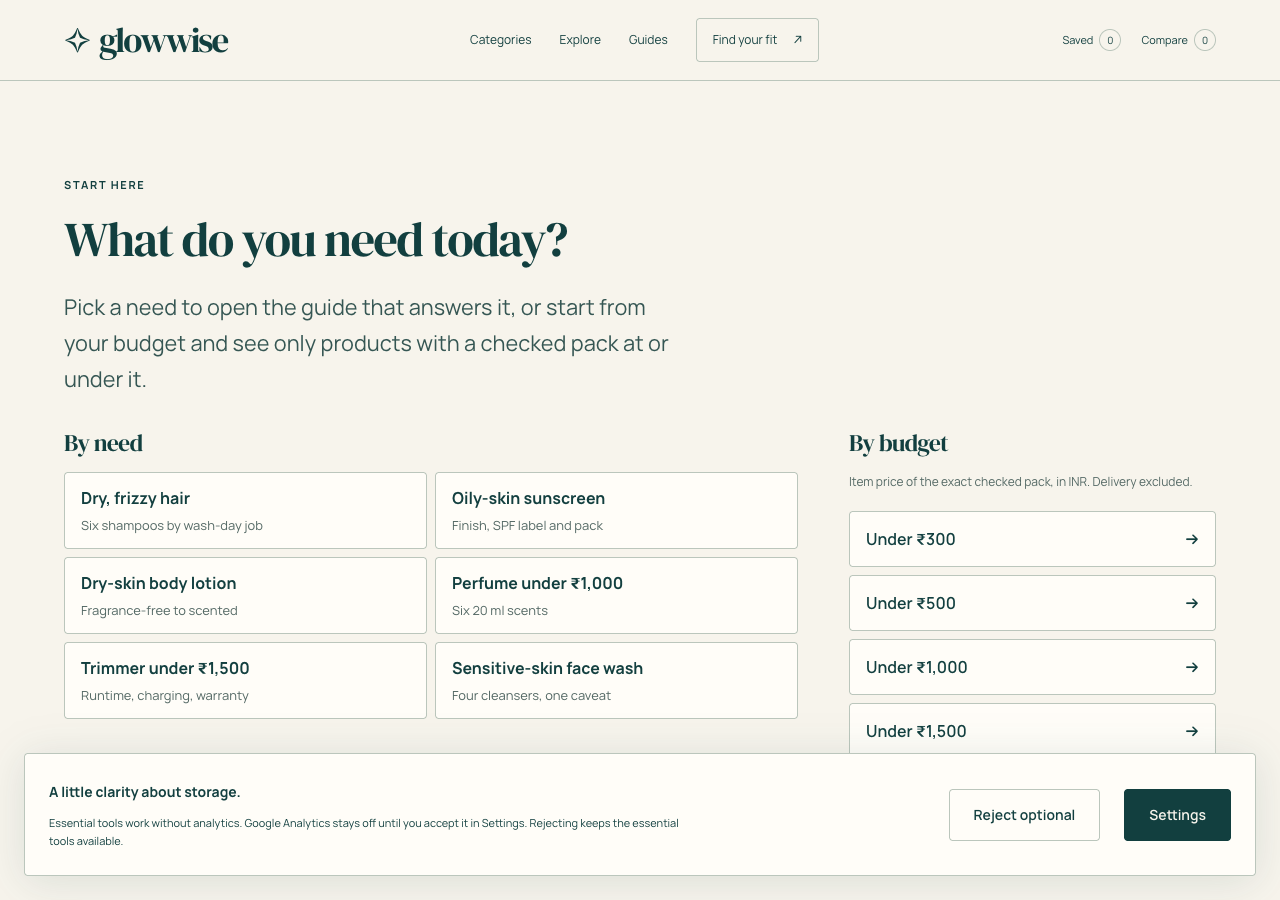 glowwise
Categories
Explore
Guides
Find your fit
Saved 0
Compare 0
START HERE
What do you need today?
Pick a need to open the guide that answers it, or start from
your budget and see only products with a checked pack at or
under it.
By need
Dry, frizzy hair
Six shampoos by wash-day job
Oily-skin sunscreen
Finish, SPF label and pack
Dry-skin body lotion
Fragrance-free to scented
Perfume under ₹1,000
Six 20 ml scents
Trimmer under ₹1,500
Runtime, charging, warranty
Sensitive-skin face wash
Four cleansers, one caveat
By budget
Item price of the exact checked pack, in INR. Delivery excluded.
Under ₹300
Under ₹500
Under ₹1,000
Under ₹1,500
A little clarity about storage.
Essential tools work without analytics. Google Analytics stays off until you accept it in Settings. Rejecting keeps the essential
tools available.
Reject optional
Settings